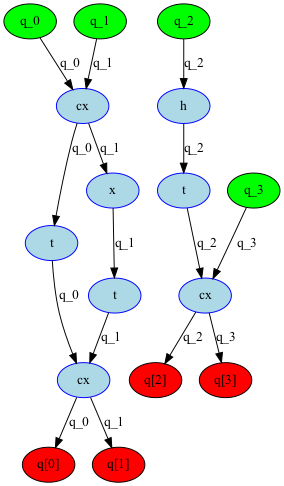 q_0 q_1 q_2
q_0 q_1 q_2
cx h
q_0 q_1 q_2
x t q_3
t q_1 q_2 q_3
t cx
q_0 q_1 q_2 q_3
cx q[2] q[3]
q_0 q_1
q[0] q[1]